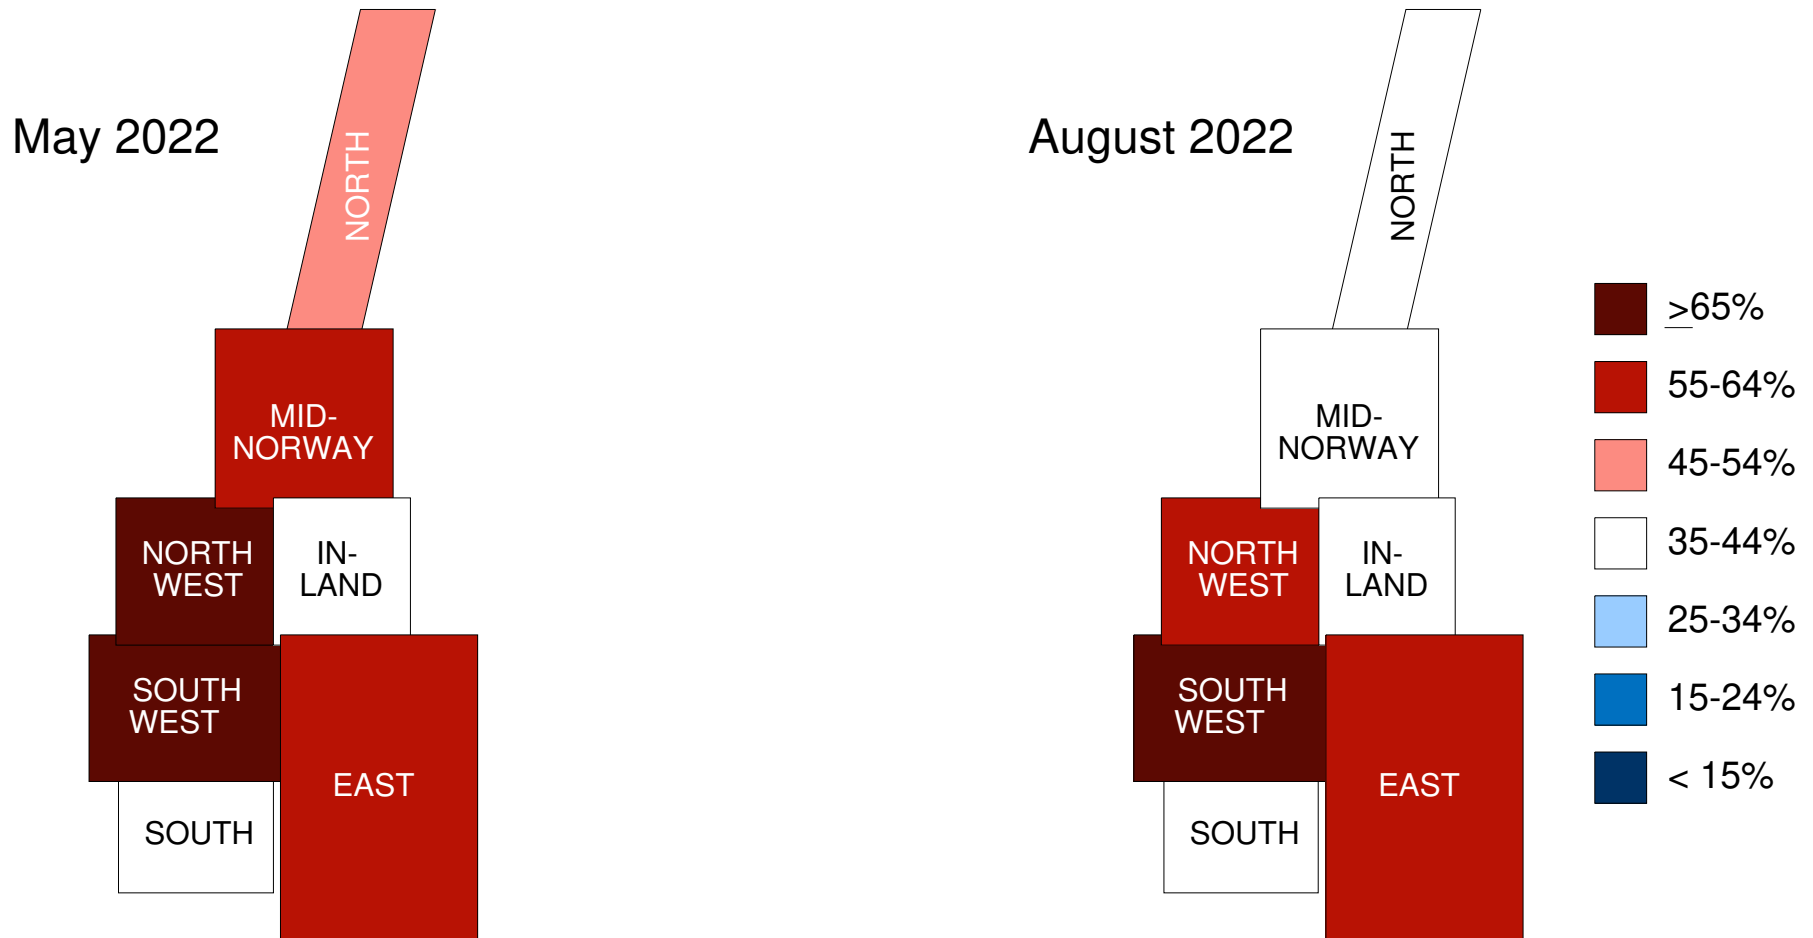 May 2022
NORTH
MID-
NORWAY
NORTH
WEST
IN-
LAND
SOUTH
WEST
EAST
SOUTH
August 2022
NORTH
MID-
NORWAY
NORTH
WEST
IN-
LAND
SOUTH
WEST
EAST
SOUTH
≥65%
55-64%
45-54%
35-44%
25-34%
15-24%
< 15%